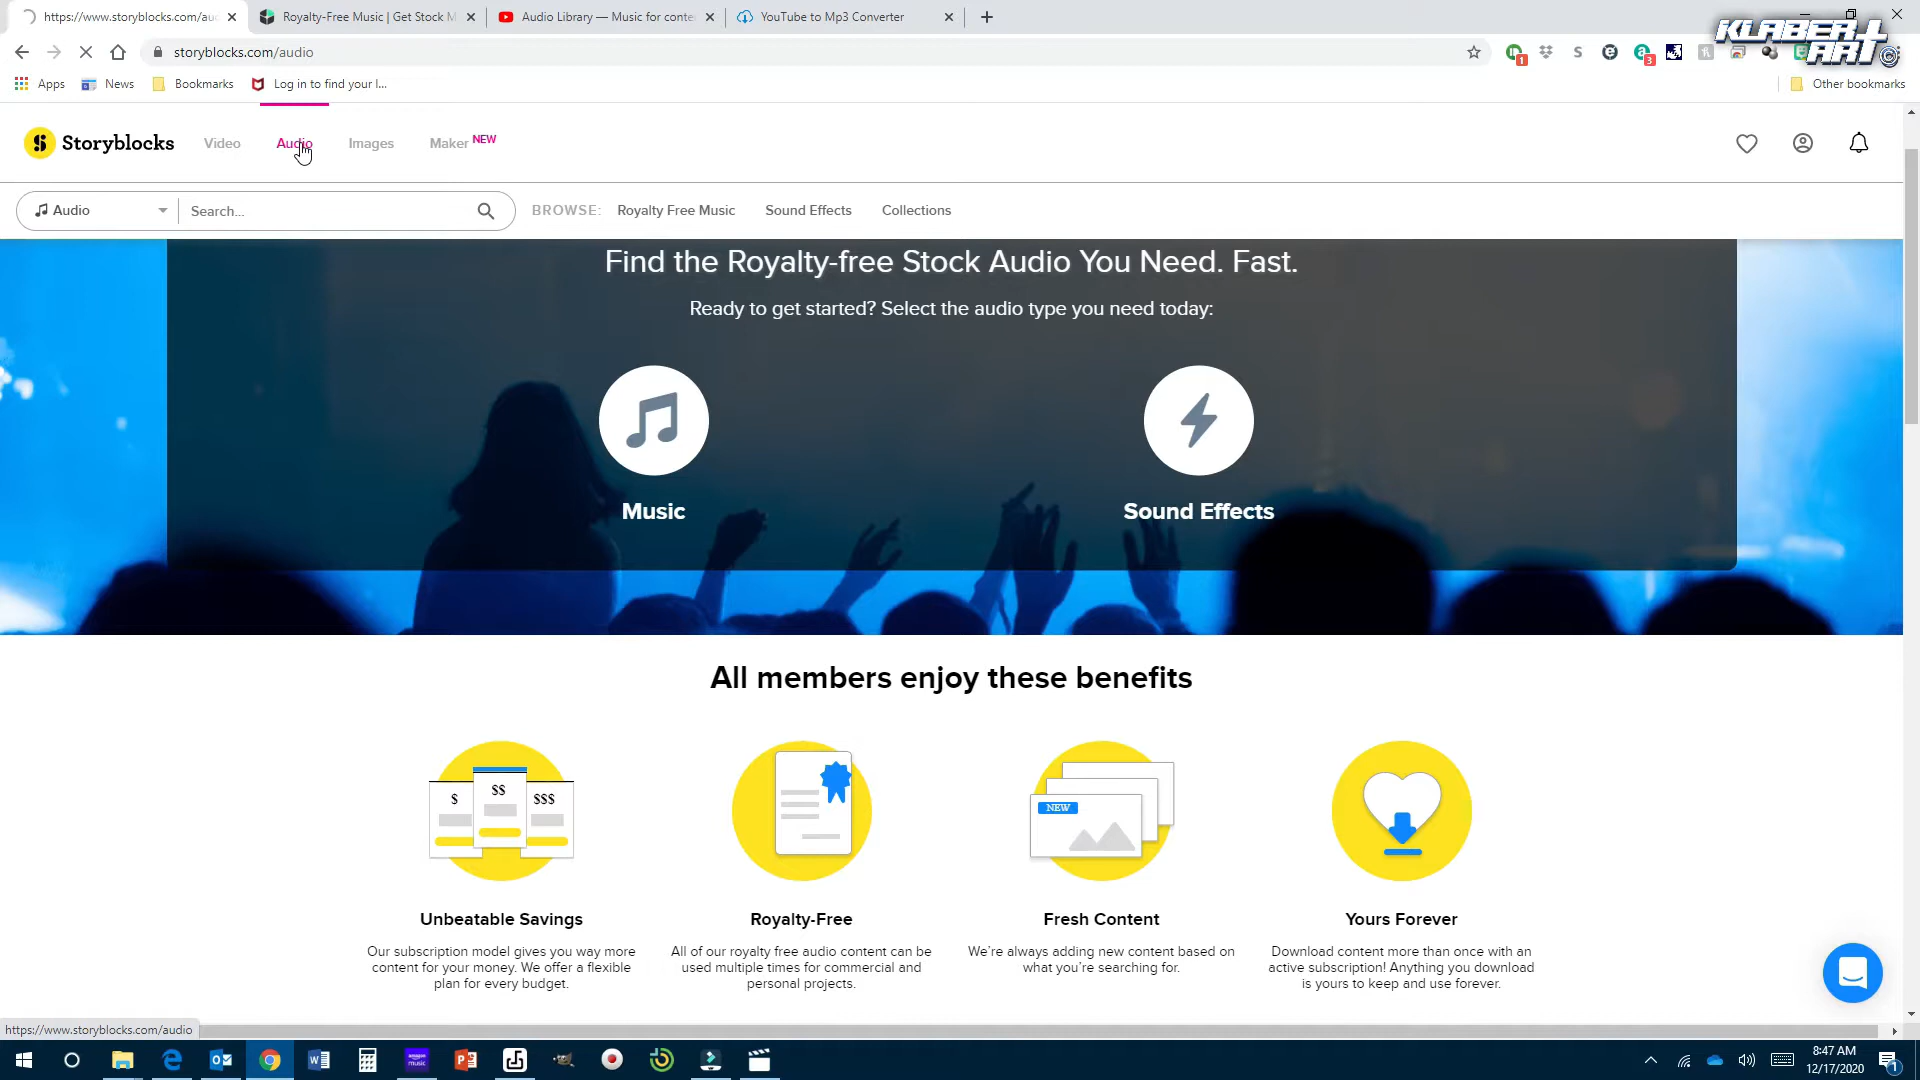 https://www.storyblocks.com/au
Royalty-Free Music | Get Stock M
Audio Library — Music for conte
YouTube to Mp3 Converter
KLABER ART ©
storyblocks.com/audio
1
3
Apps
News
Bookmarks
Log in to find your l...
Other bookmarks
Storyblocks
Video
Audio
Images
Maker NEW
Audio
Search...
BROWSE:
Royalty Free Music
Sound Effects
Collections
Find the Royalty-free Stock Audio You Need. Fast.
Ready to get started? Select the audio type you need today:
Music
Sound Effects
All members enjoy these benefits
$
$$
$$$
NEW
Unbeatable Savings
Royalty-Free
Fresh Content
Yours Forever
Our subscription model gives you way more
content for your money. We offer a flexible
plan for every budget.
All of our royalty free audio content can be
used multiple times for commercial and
personal projects.
We're always adding new content based on
what you're searching for.
Download content more than once with an
active subscription! Anything you download
is yours to keep and use forever.
https://www.storyblocks.com/audio
amazon
music
8:47 AM
12/17/2020
1